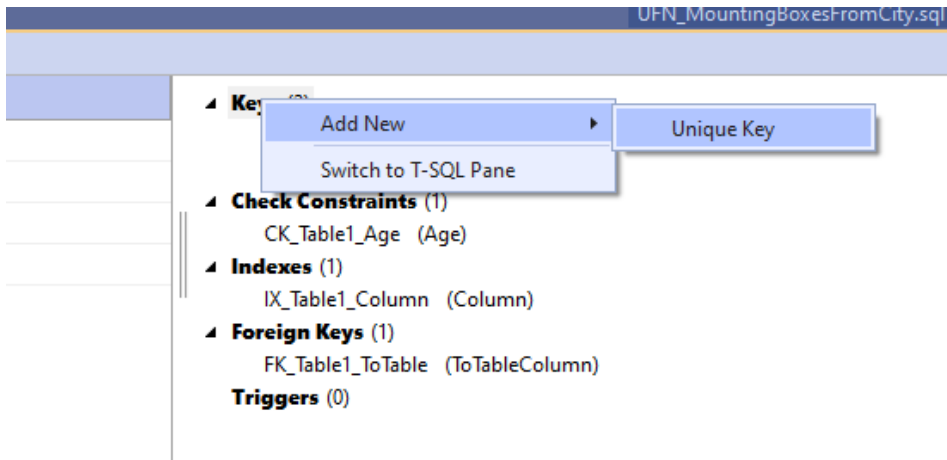 UFN_MountingBoxesFromCity.sql
Add New
Unique Key
Switch to T-SQL Pane
Check Constraints (1)
CK_Table1_Age (Age)
Indexes (1)
IX_Table1_Column (Column)
Foreign Keys (1)
FK_Table1_ToTable (ToTableColumn)
Triggers (0)